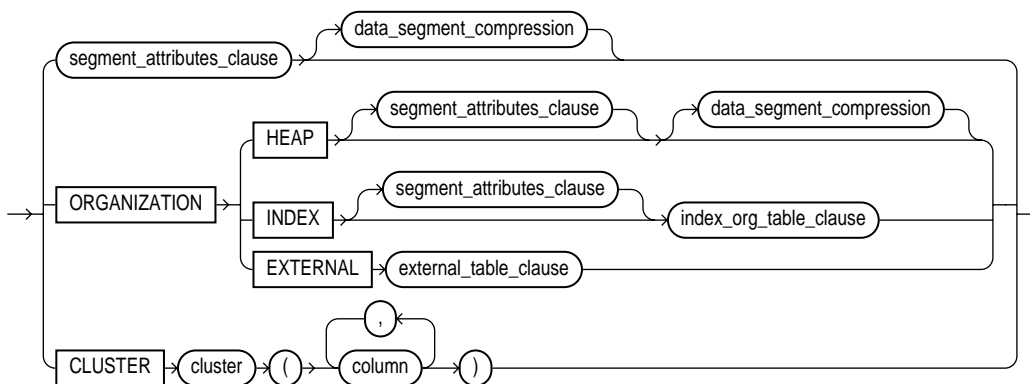 data_segment_compression
segment_attributes_clause
segment_attributes_clause data_segment_compression
HEAP
segment_attributes_clause
ORGANIZATION INDEX index_org_table_clause
EXTERNAL external_table_clause
,
CLUSTER cluster ( column )